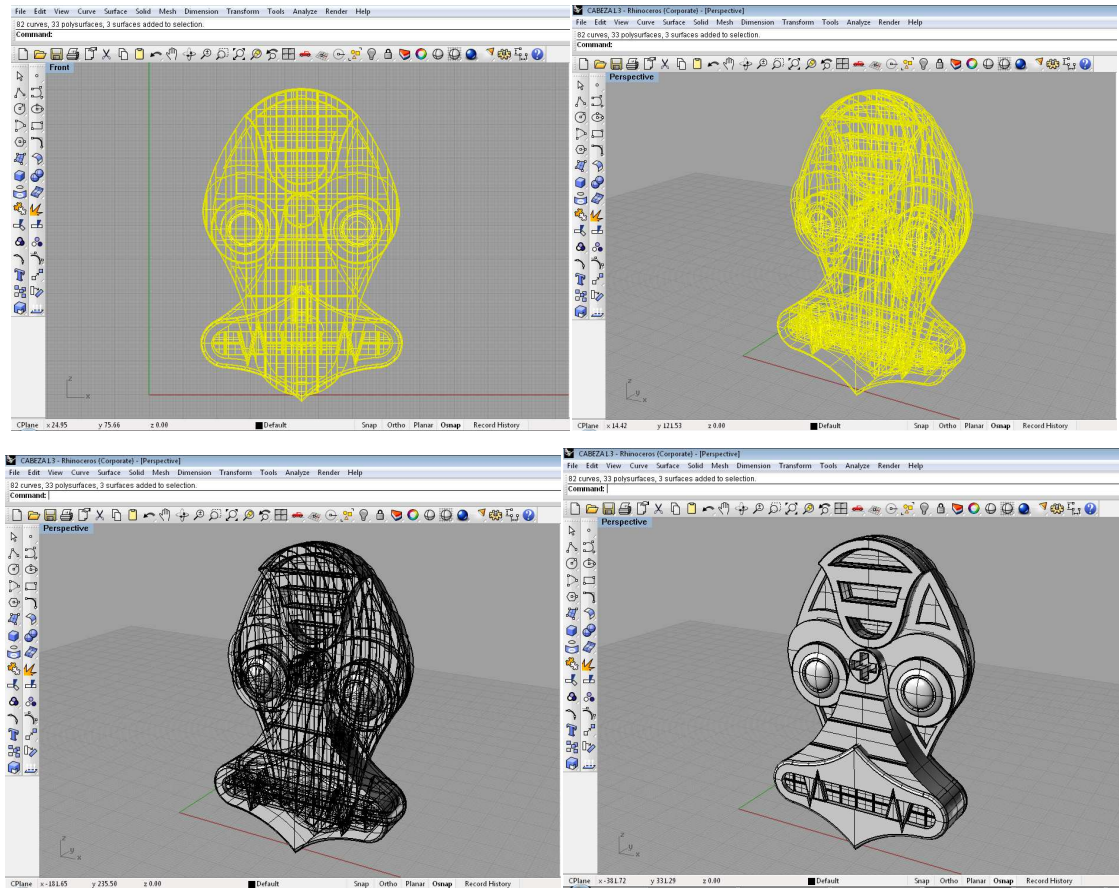 File Edit View Curve Surface Solid Mesh Dimension Transform Tools Analyze Render Help
82 curves, 33 polysurfaces, 3 surfaces added to selection.
Command:
Front
z
x
CPlane x 24.95 y 75.66 z 0.00 Default Snap Ortho Planar Osnap Record History
CABEZA1.3 - Rhinoceros (Corporate) - [Perspective]
File Edit View Curve Surface Solid Mesh Dimension Transform Tools Analyze Render Help
82 curves, 33 polysurfaces, 3 surfaces added to selection.
Command:
Perspective
z
y
x
CPlane x 14.42 y 121.53 z 0.00 Default Snap Ortho Planar Osnap Record History
CABEZA1.3 - Rhinoceros (Corporate) - [Perspective]
File Edit View Curve Surface Solid Mesh Dimension Transform Tools Analyze Render Help
82 curves, 33 polysurfaces, 3 surfaces added to selection.
Command:
Perspective
z
y
x
CPlane x -181.65 y 235.50 z 0.00 Default Snap Ortho Planar Osnap Record History
CABEZA1.3 - Rhinoceros (Corporate) - [Perspective]
File Edit View Curve Surface Solid Mesh Dimension Transform Tools Analyze Render Help
82 curves, 33 polysurfaces, 3 surfaces added to selection.
Command:
Perspective
z
y
x
CPlane x -381.72 y 331.29 z 0.00 Default Snap Ortho Planar Osnap Record History